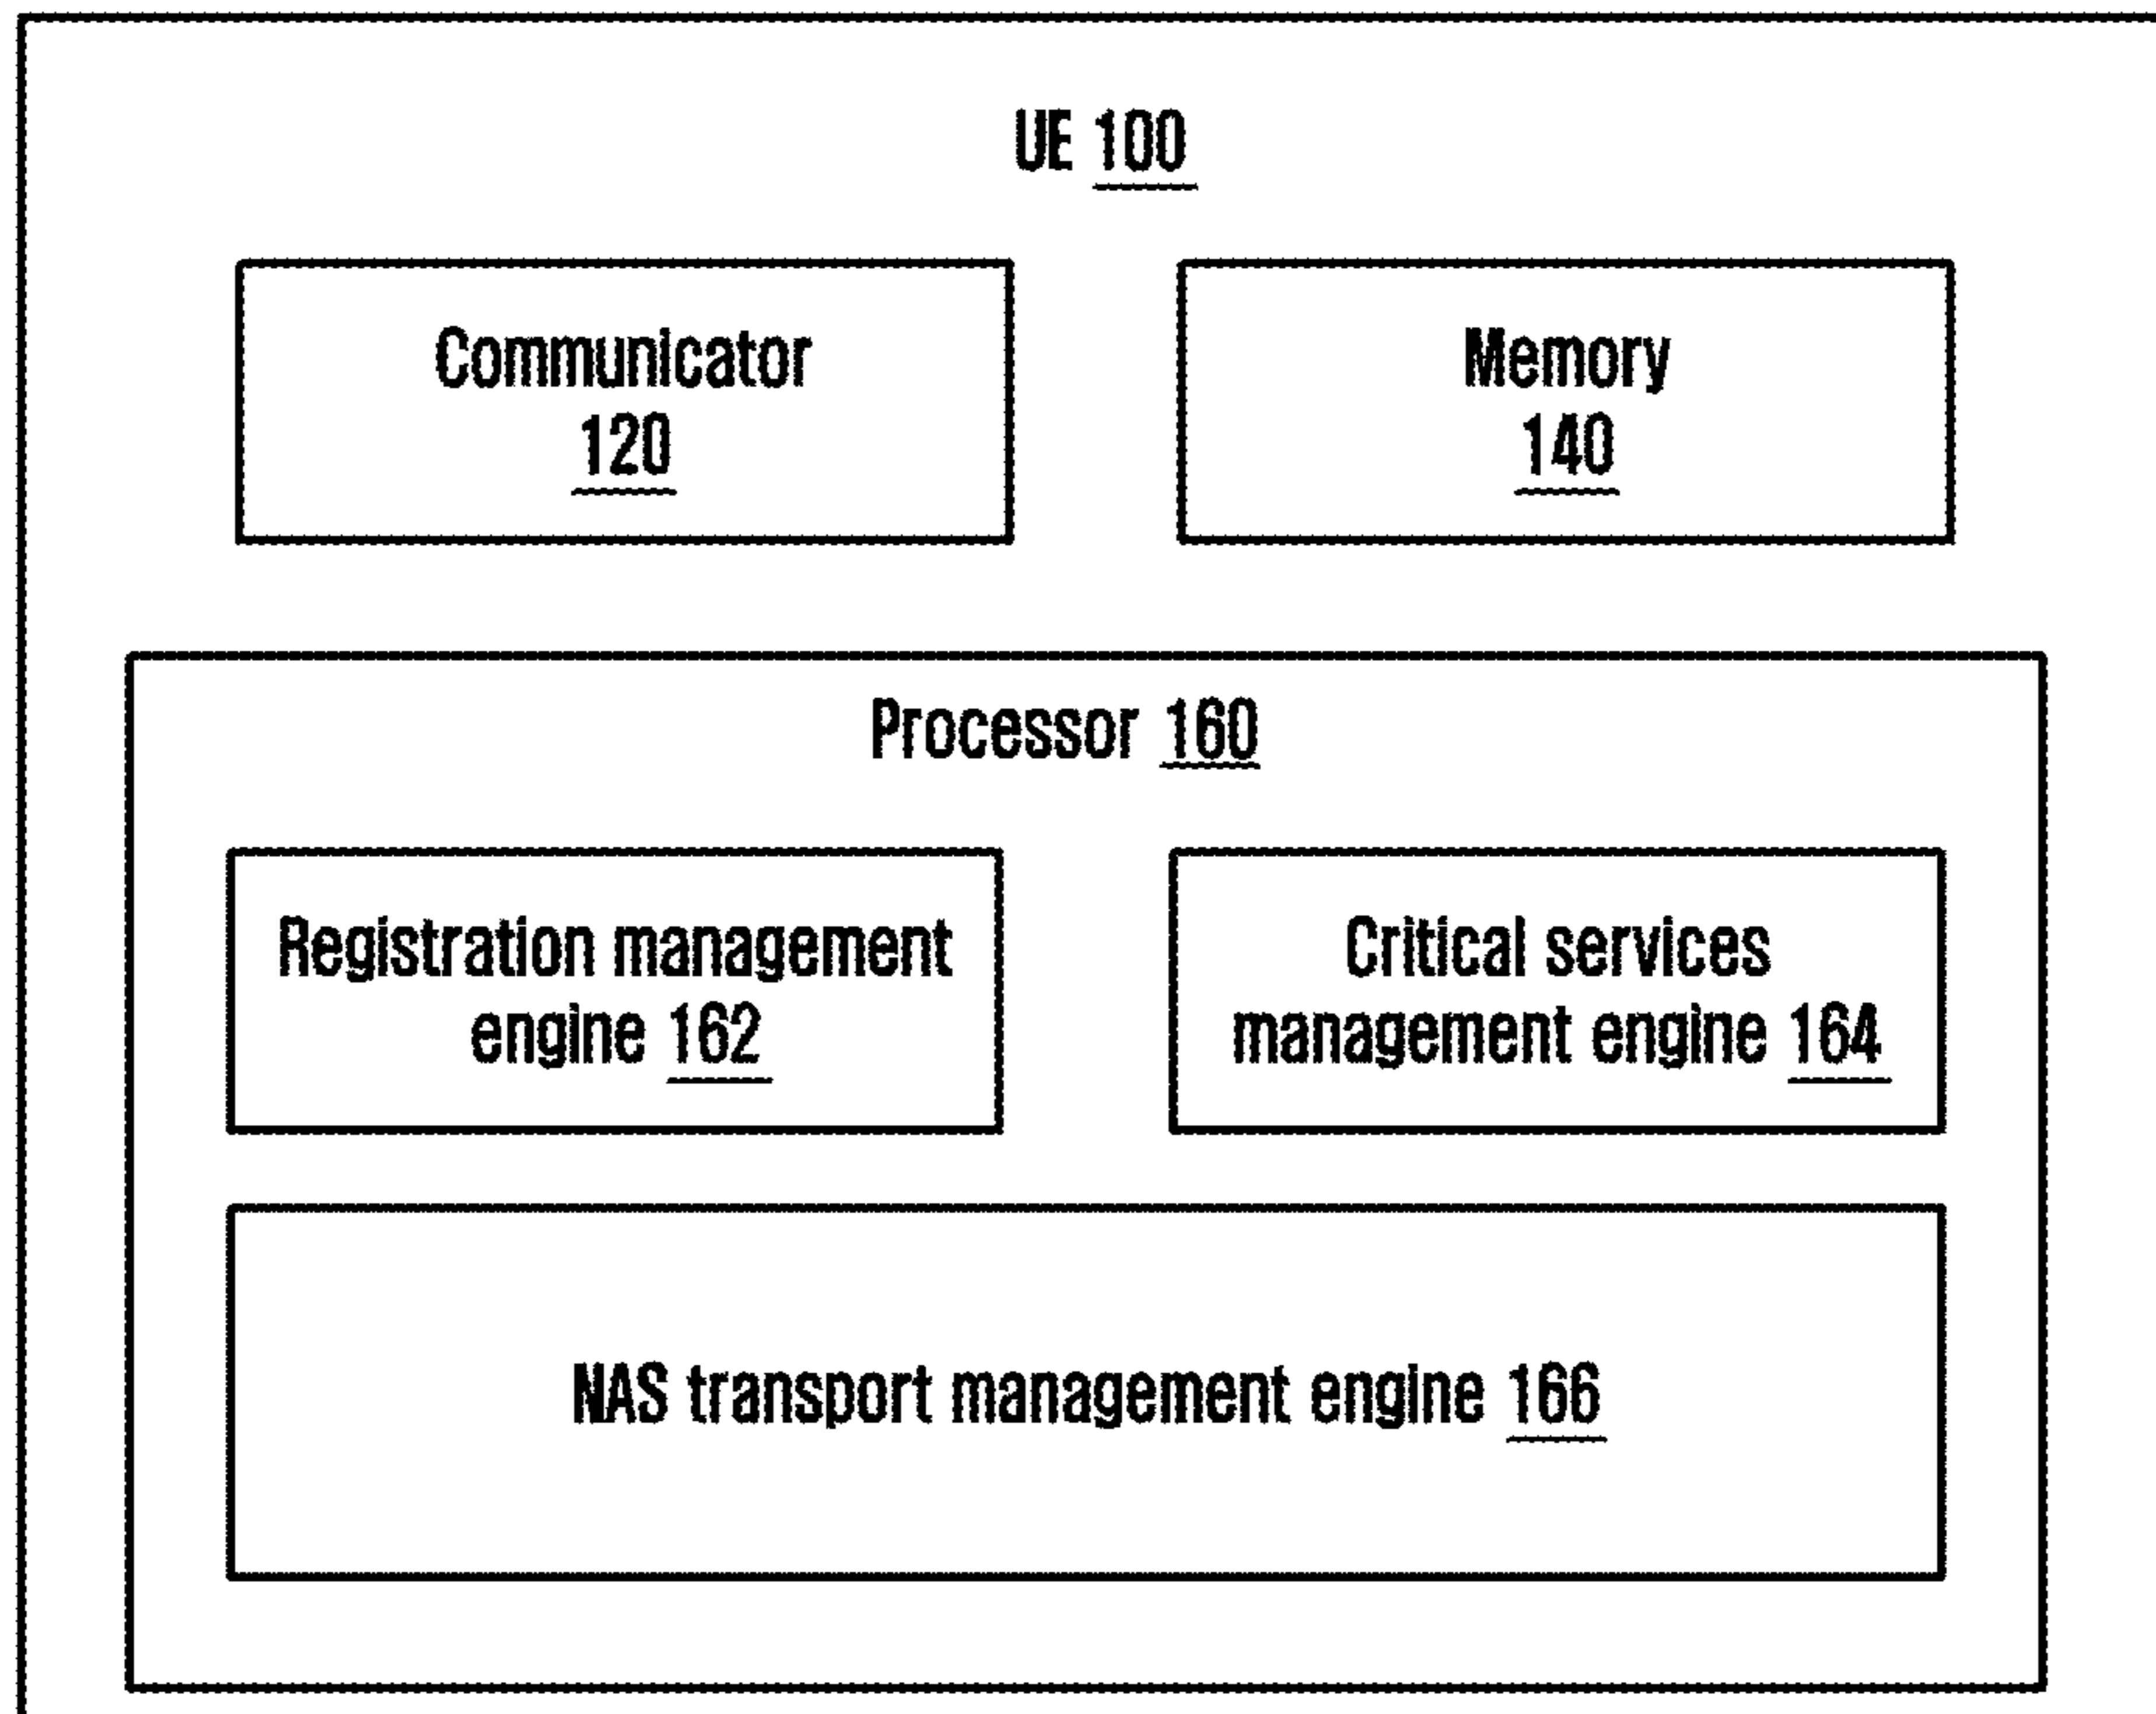 UE 100
Communicator
120
Memory
140
Processor 160
Registration management
engine 162
Critical services
management engine 164
NAS transport management engine 166